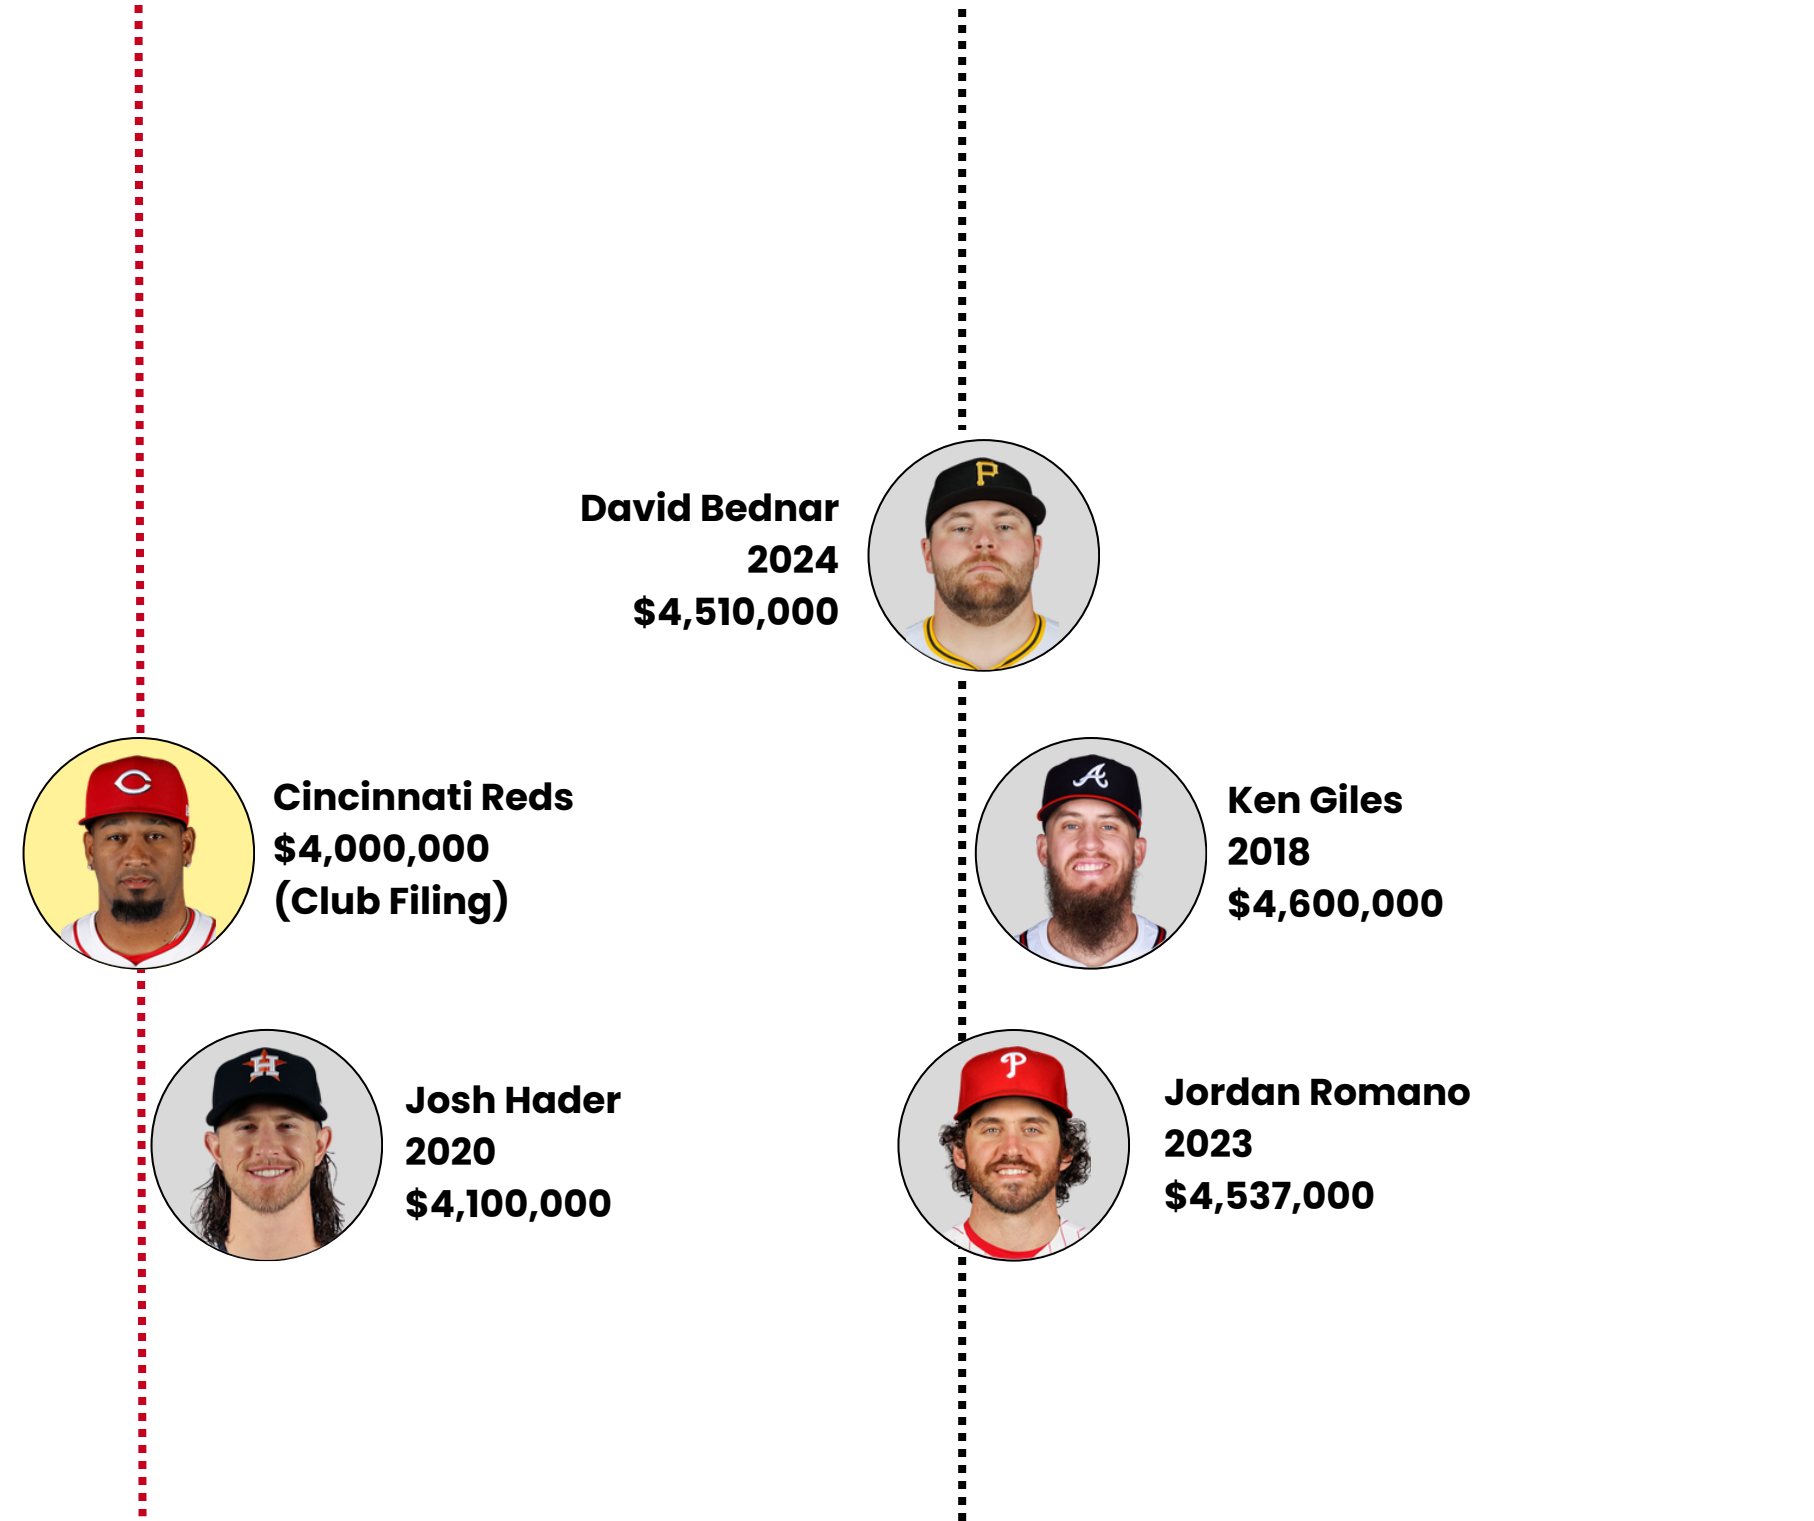 David Bednar
2024
$4,510,000
Cincinnati Reds
$4,000,000
(Club Filing)
Ken Giles
2018
$4,600,000
Josh Hader
2020
$4,100,000
Jordan Romano
2023
$4,537,000